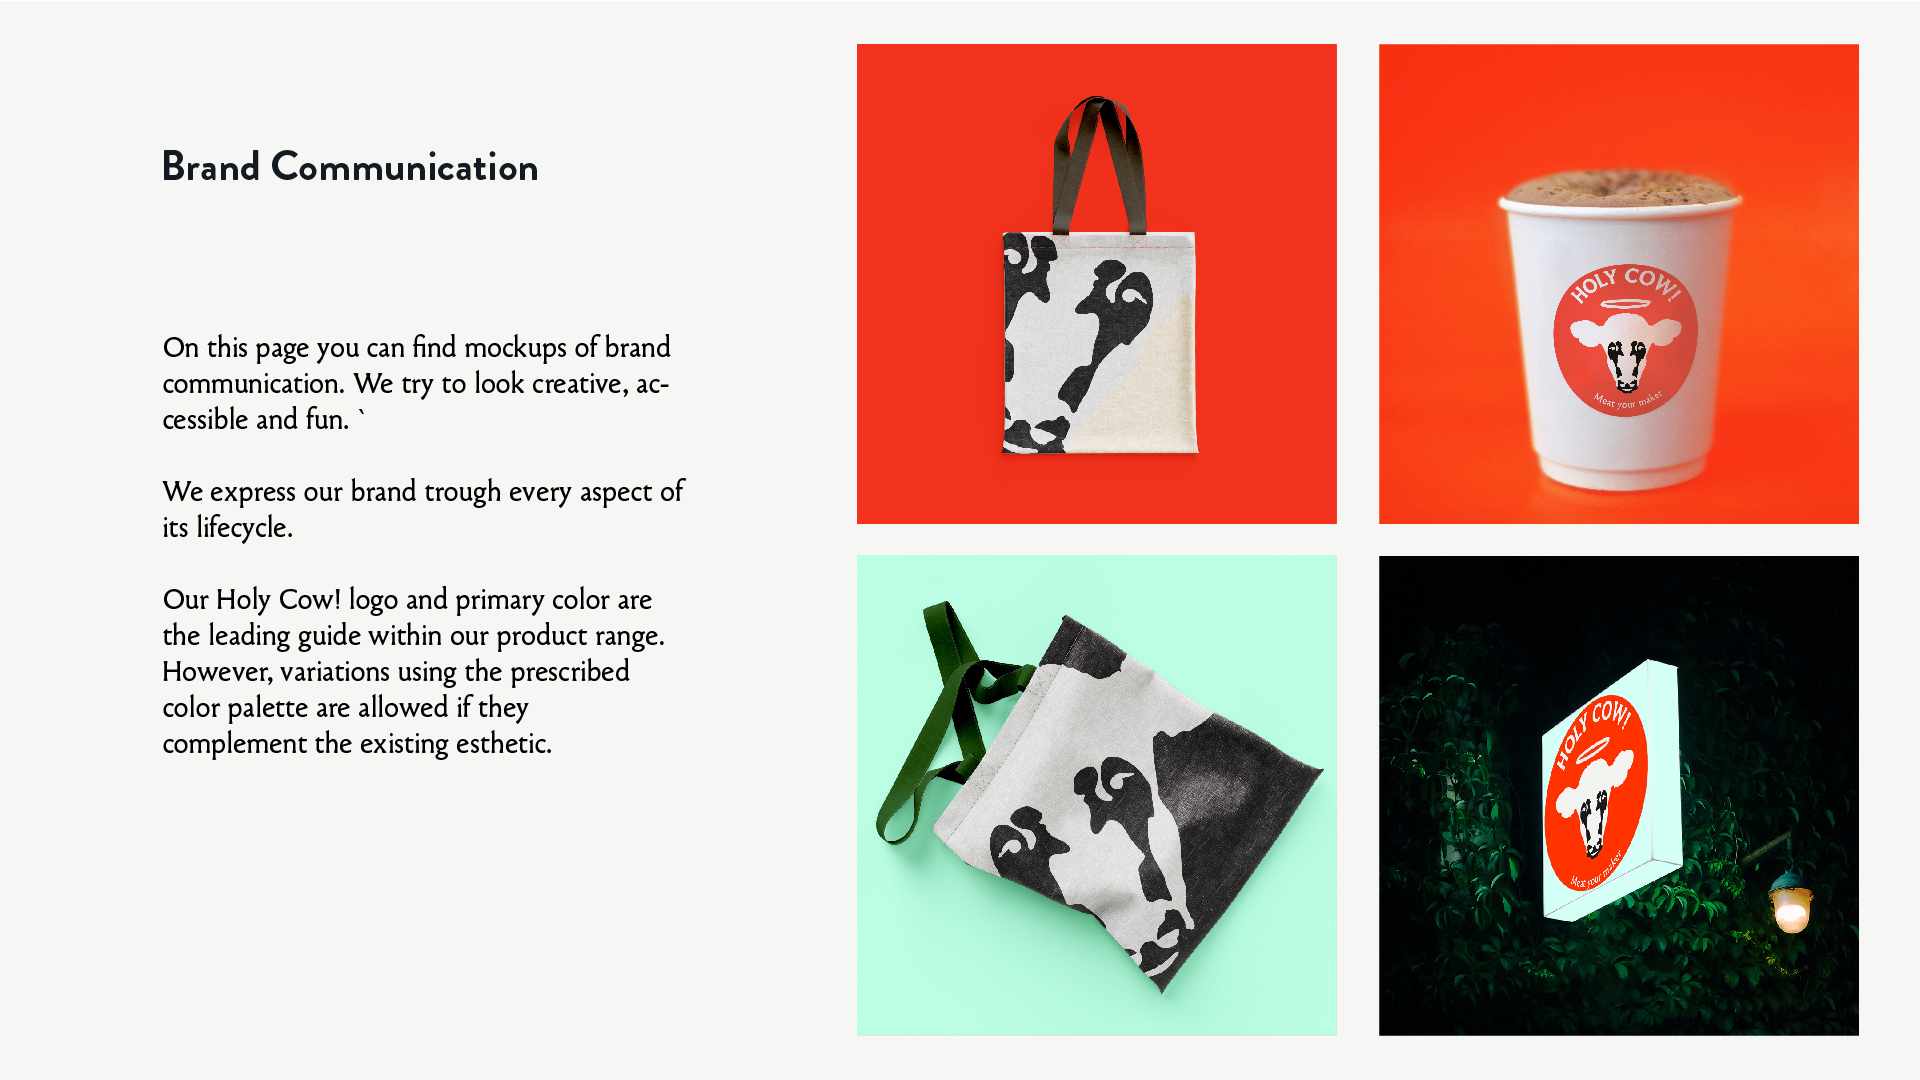 Brand Communication
On this page you can find mockups of brand
communication. We try to look creative, ac-
cessible and fun. `
We express our brand trough every aspect of
its lifecycle.
Our Holy Cow! logo and primary color are
the leading guide within our product range.
However, variations using the prescribed
color palette are allowed if they
complement the existing esthetic.
HOLY COW!
Meat your maker
HOLY COW!
Meat your maker